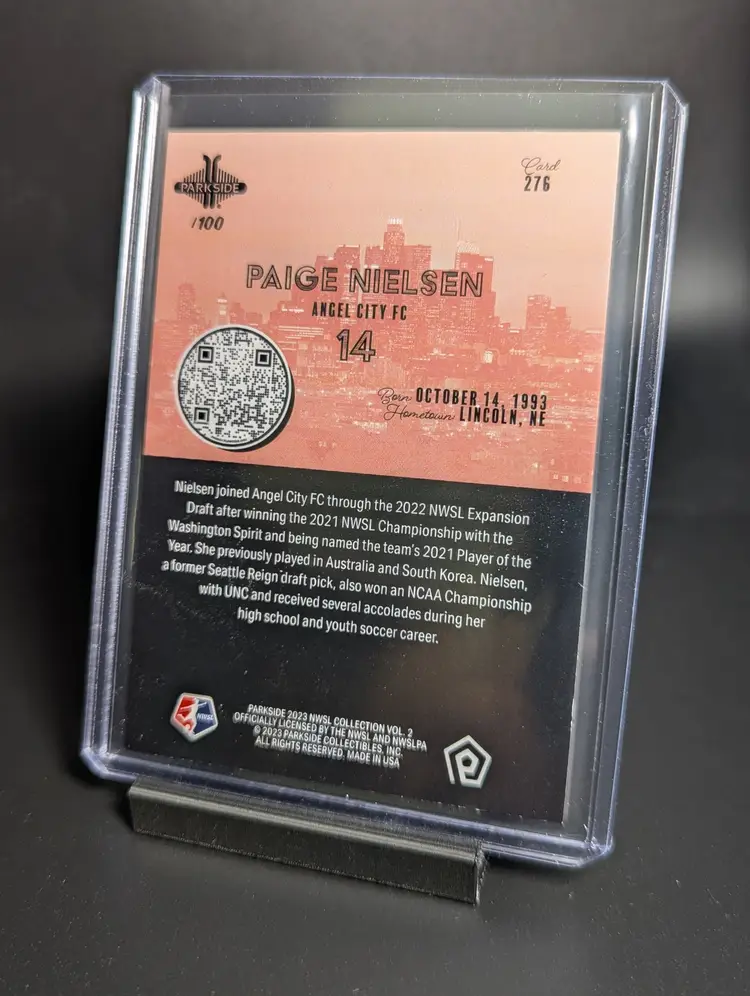 PARKSIDE
/100
Card
276
PAIGE NIELSEN
ANGEL CITY FC
14
Born OCTOBER 14, 1993
Hometown LINCOLN, NE
Nielsen joined Angel City FC through the 2022 NWSL Expansion
Draft after winning the 2021 NWSL Championship with the
Washington Spirit and being named the team's 2021 Player of the
Year. She previously played in Australia and South Korea. Nielsen,
a former Seattle Reign draft pick, also won an NCAA Championship
with UNC and received several accolades during her
high school and youth soccer career.
NWSL
PARKSIDE 2023 NWSL COLLECTION VOL. 2
OFFICIALLY LICENSED BY THE NWSL AND NWSLPA
© 2023 PARKSIDE COLLECTIBLES, INC.
ALL RIGHTS RESERVED. MADE IN USA